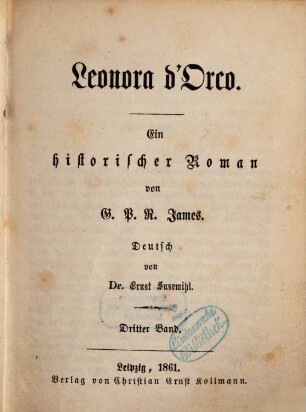 Leonora d'Orco.
Ein
historischer Roman
von
G. P. R. James.
Deutsch
von
Dr. Ernst Susemihl.
Dritter Band.
Leipzig, 1861.
Verlag von Christian Ernst Kollmann.